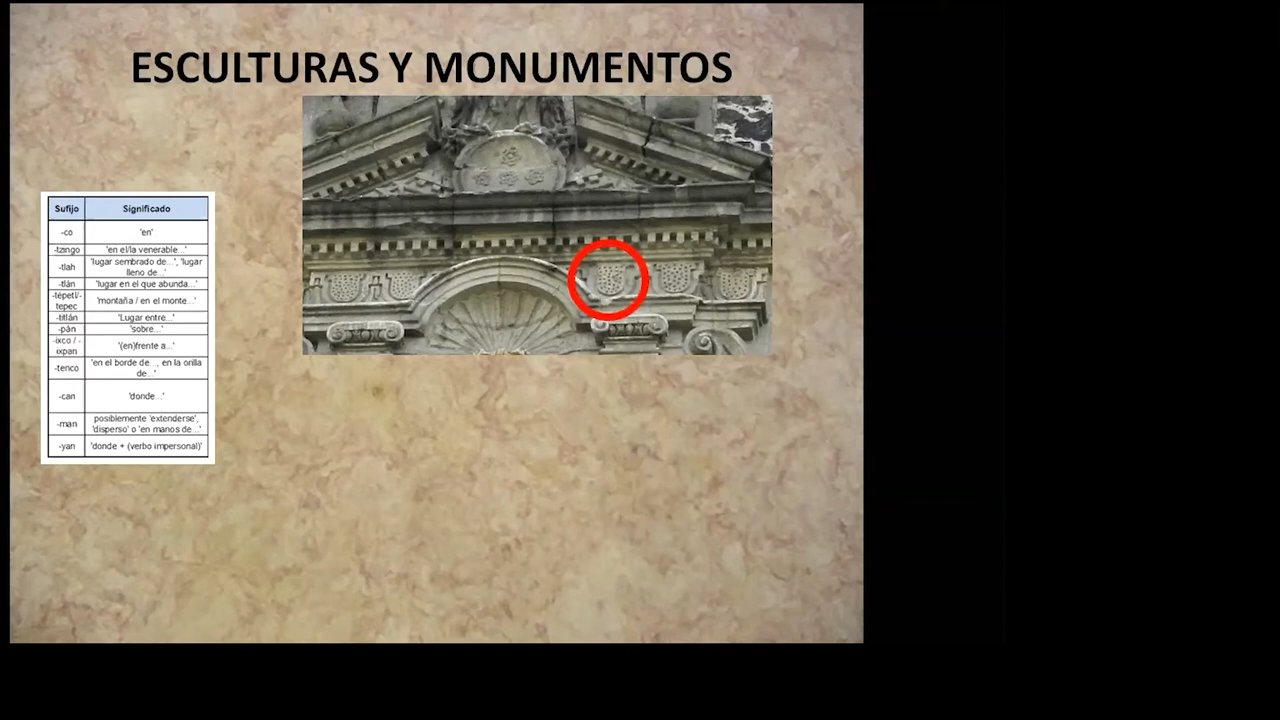 ESCULTURAS Y MONUMENTOS
Sufijo Significado
-co 'en'
-tzingo 'en el/la venerable...'
-tlah 'lugar sembrado de...', 'lugar
lleno de...'
-tlán 'lugar en el que abunda...'
-tépetl/-
tepec 'montaña / en el monte...'
-titlán 'Lugar entre...'
-pàn 'sobre...'
-ixco / -
ixpan '(en)frente a...'
-tenco 'en el borde de..., en la orilla
de...'
-can 'donde...'
-man posiblemente 'extenderse',
'disperso' o 'en manos de...'
-yan 'donde + (verbo impersonal)'